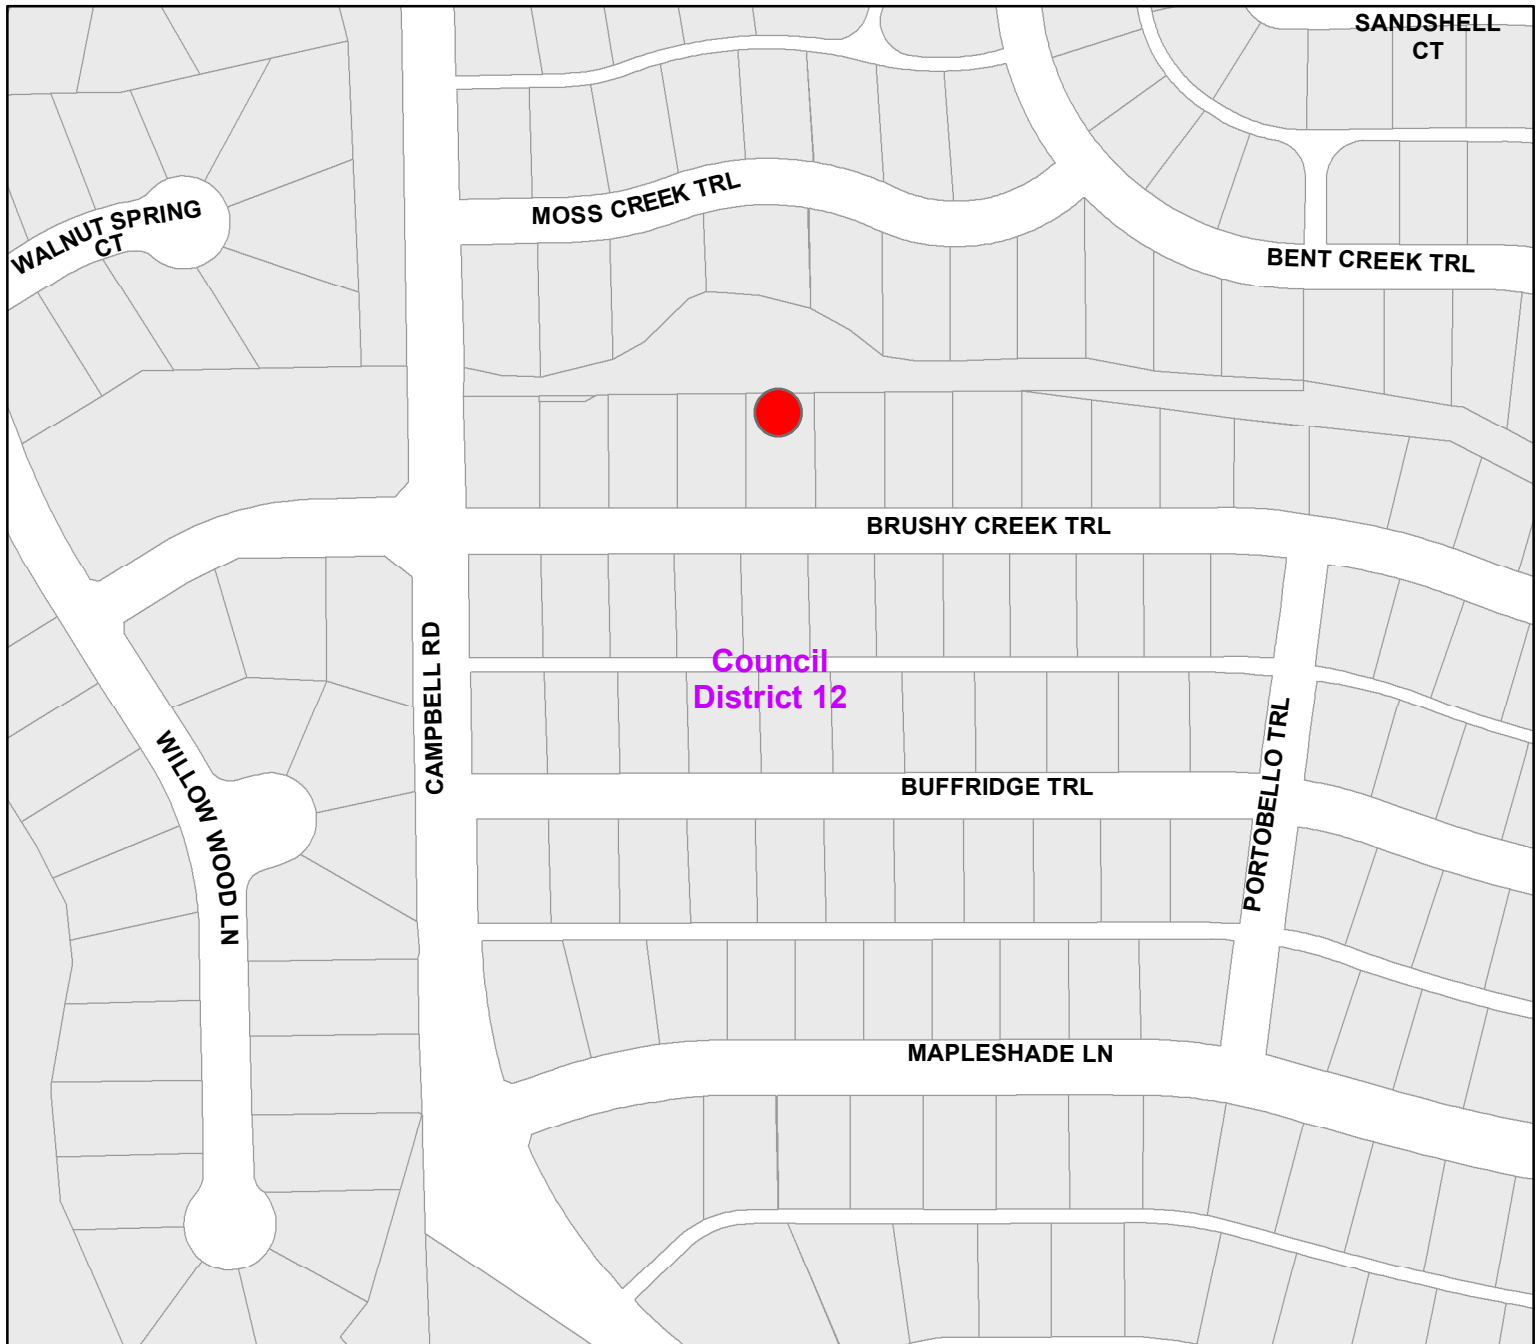 SANDSHELL
CT
MOSS CREEK TRL
WALNUT SPRING
CT
BENT CREEK TRL
BRUSHY CREEK TRL
CAMPBELL RD
Council
District 12
WILLOW WOOD LN
PORTOBELLO TRL
BUFFRIDGE TRL
MAPLESHADE LN